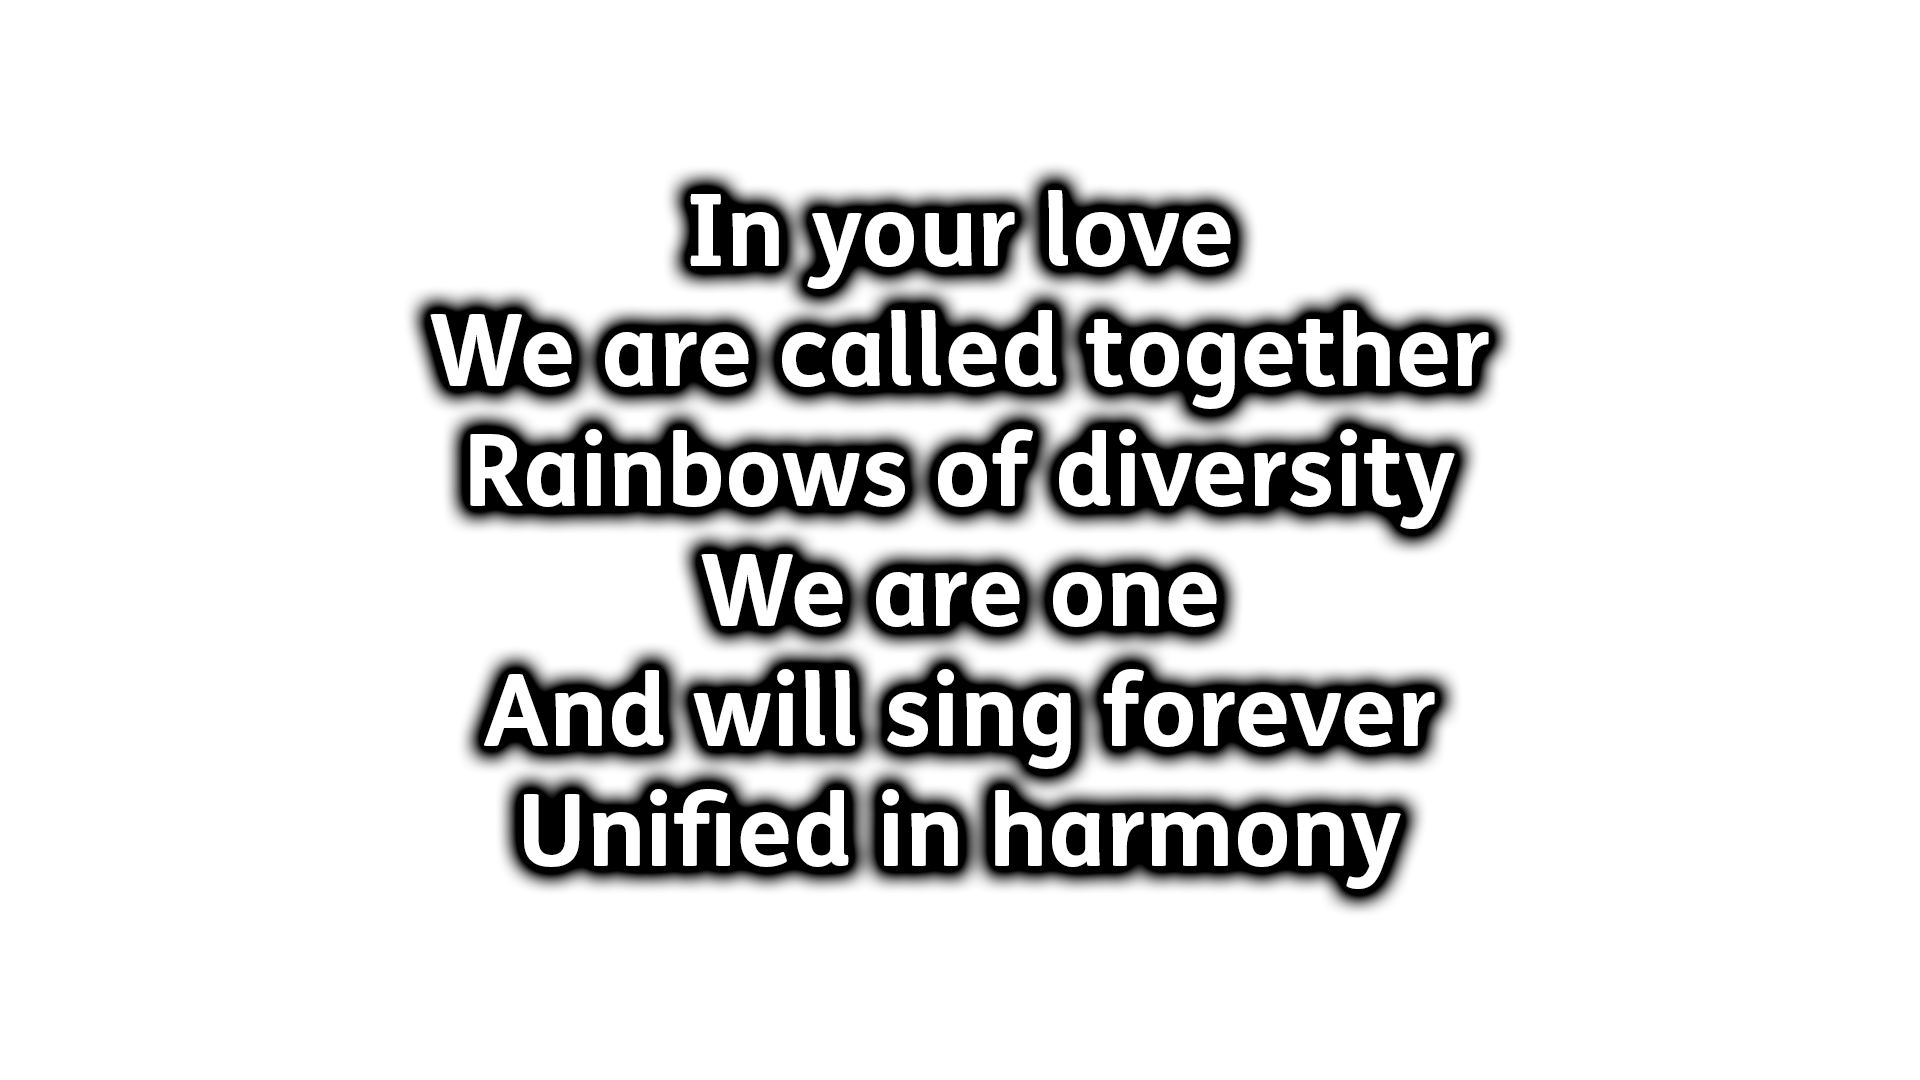 In your love
We are called together
Rainbows of diversity
We are one
And will sing forever
Unified in harmony